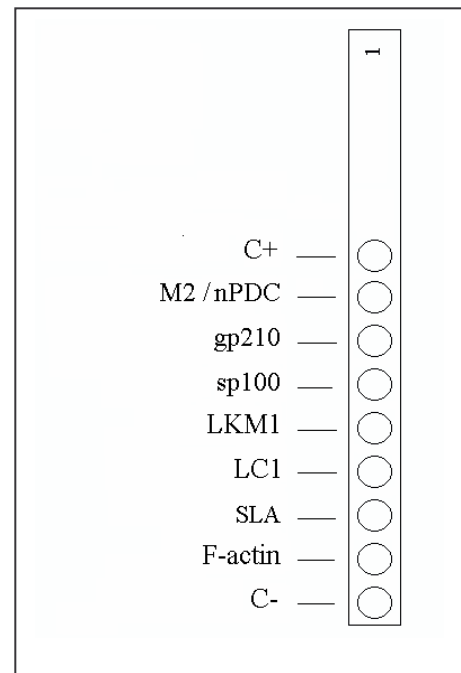 1
C+
M2 /nPDC
gp210
sp100
LKM1
LC1
SLA
F-actin
C-